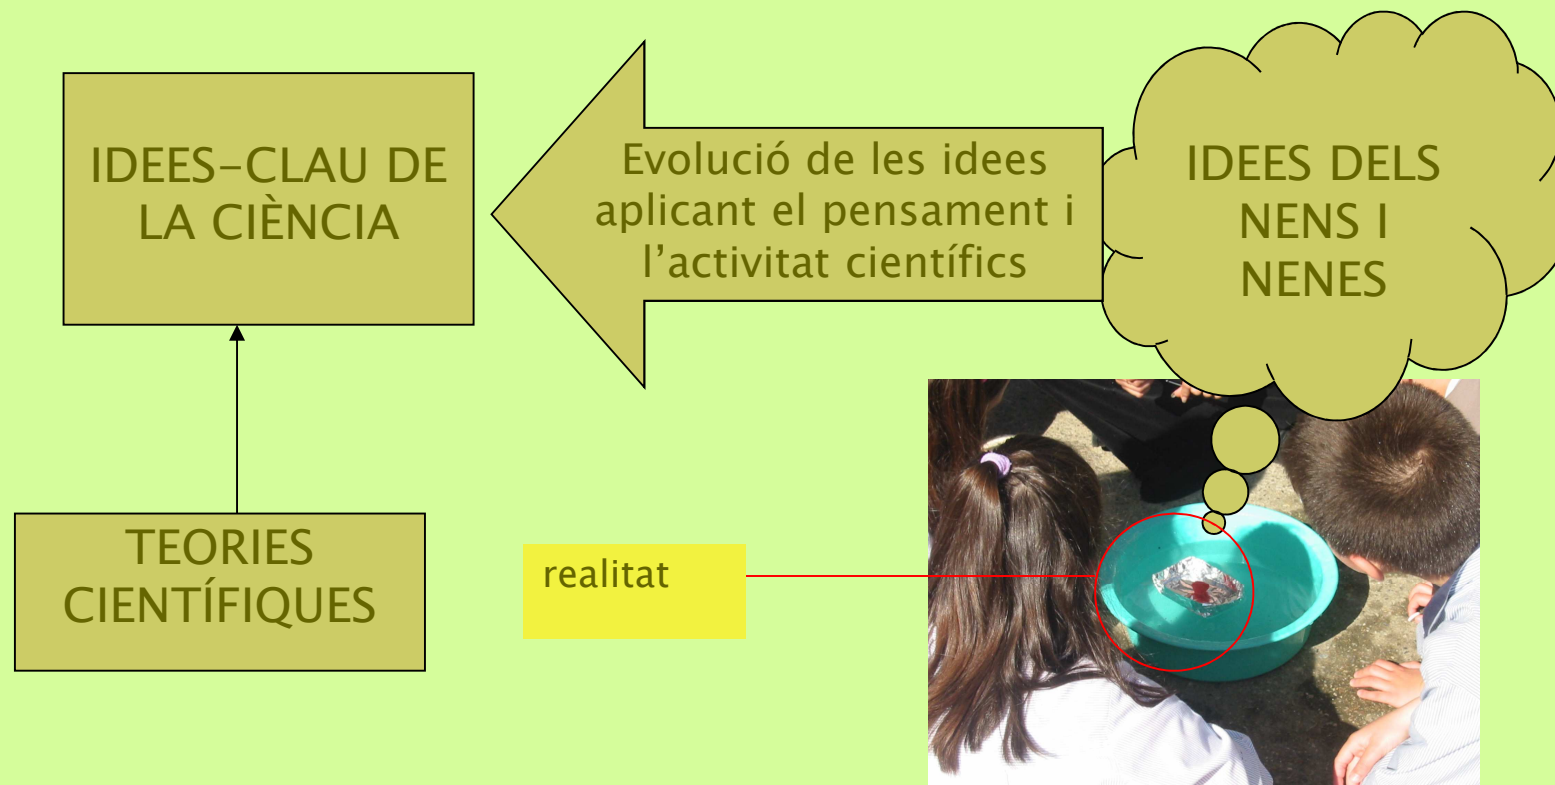 IDEES-CLAU DE
LA CIÈNCIA
Evolució de les idees
aplicant el pensament i
l'activitat científics
IDEES DELS
NENS I
NENES
TEORIES
CIENTÍFIQUES
realitat